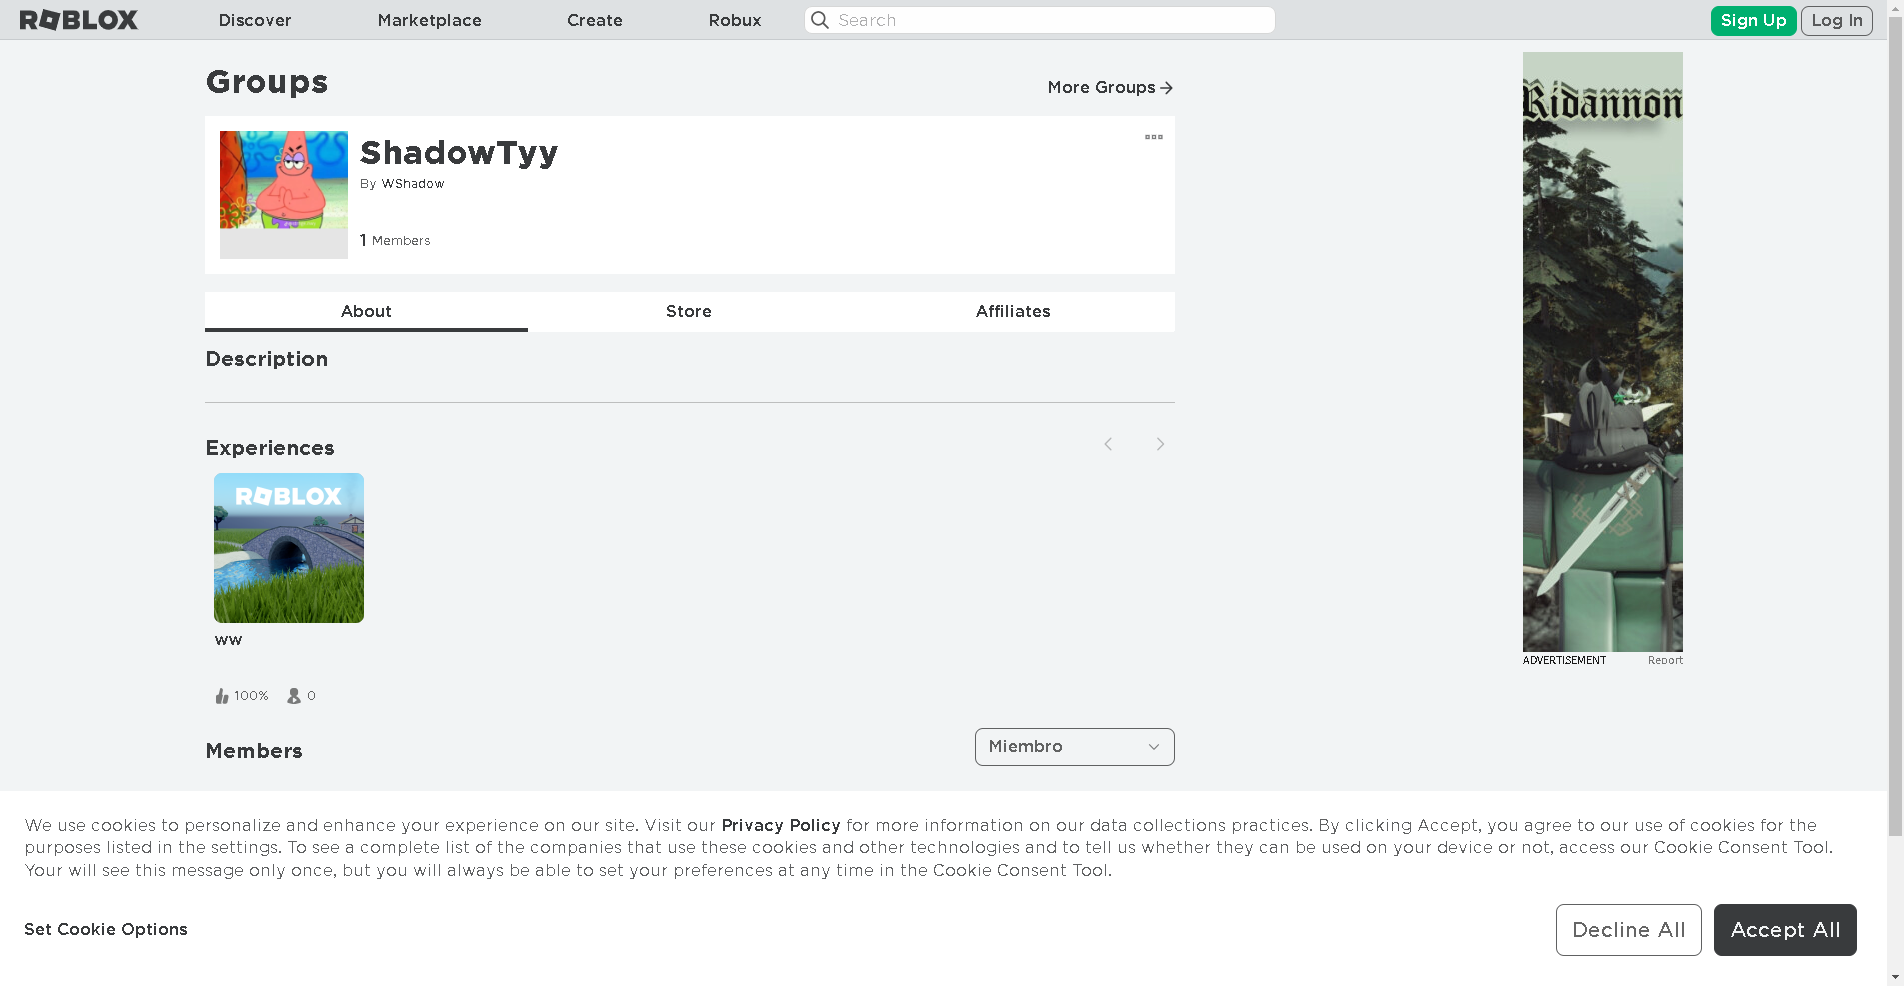 ROBLOX
Discover
Marketplace
Create
Robux
Search
Sign Up
Log In
Groups
More Groups
ShadowTyy
By WShadow
1 Members
About
Store
Affiliates
Description
Experiences
ROBLOX
ww
100%
0
Members
Miembro
Ridannon
ADVERTISEMENT
Report
We use cookies to personalize and enhance your experience on our site. Visit our Privacy Policy for more information on our data collections practices. By clicking Accept, you agree to our use of cookies for the
purposes listed in the settings. To see a complete list of the companies that use these cookies and other technologies and to tell us whether they can be used on your device or not, access our Cookie Consent Tool.
Your will see this message only once, but you will always be able to set your preferences at any time in the Cookie Consent Tool.
Set Cookie Options
Decline All
Accept All